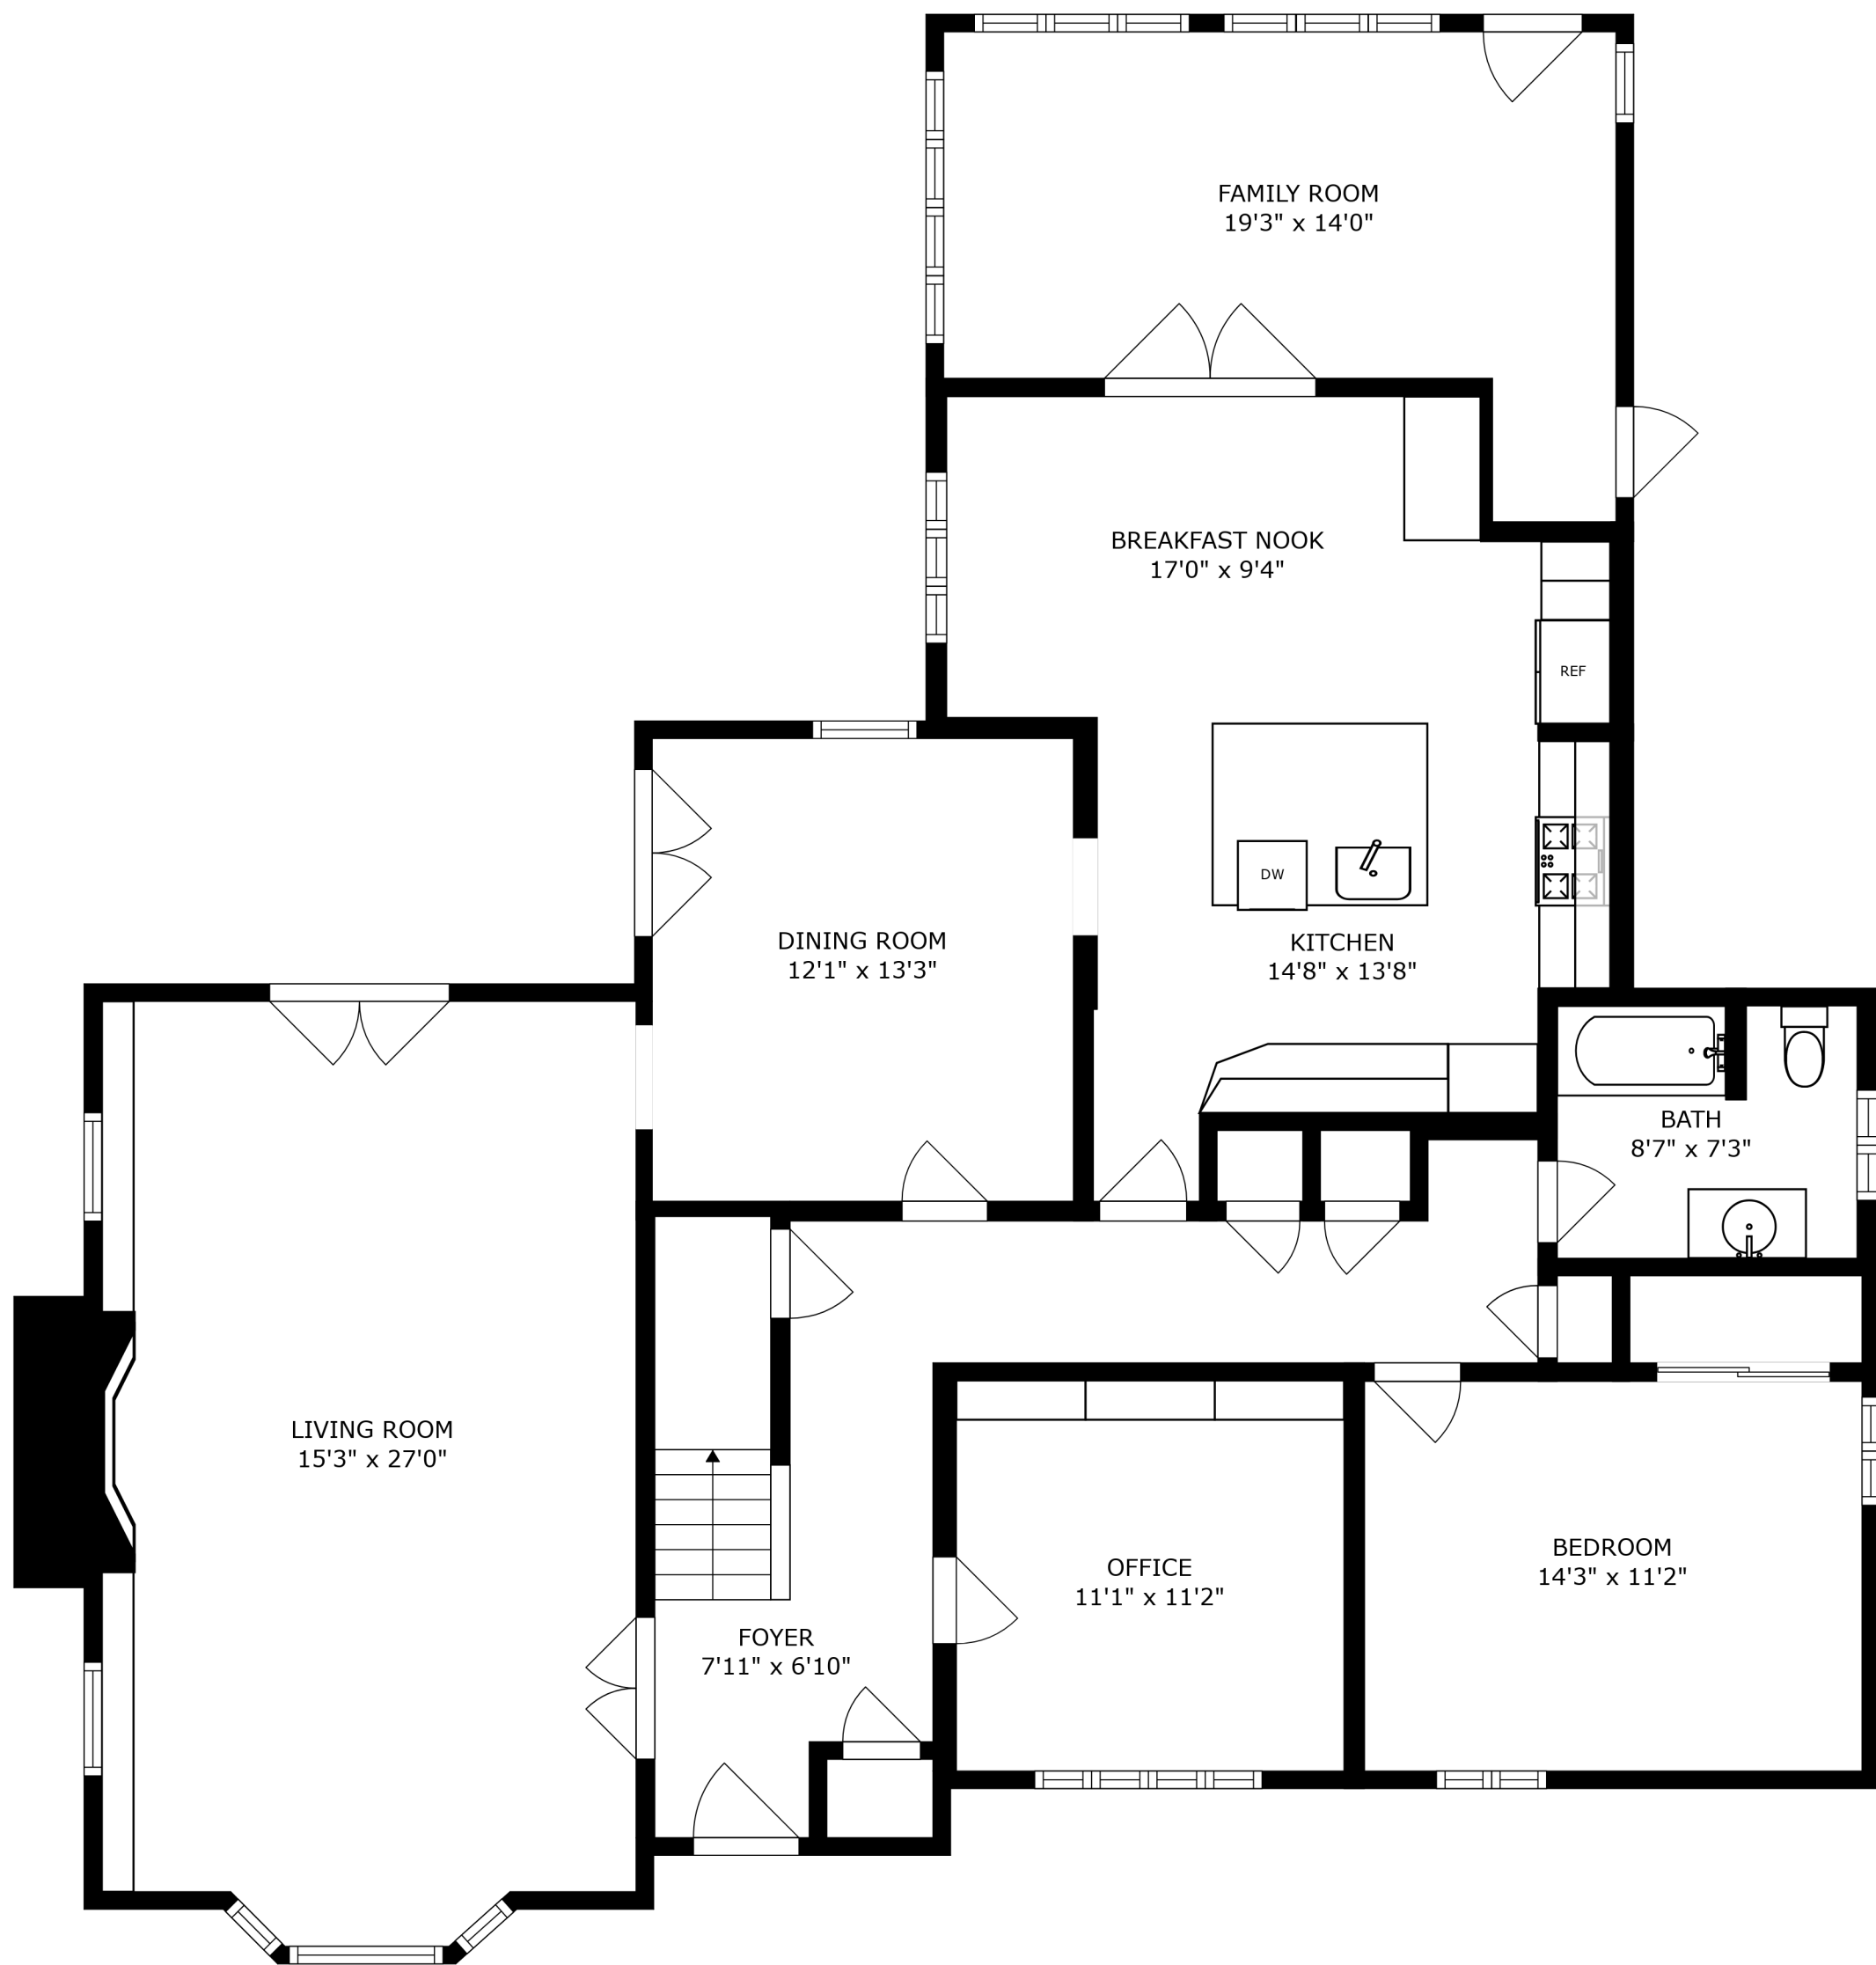 FAMILY ROOM
19'3" x 14'0"
BREAKFAST NOOK
17'0" x 9'4"
REF
DW
DINING ROOM
12'1" x 13'3"
KITCHEN
14'8" x 13'8"
BATH
8'7" x 7'3"
LIVING ROOM
15'3" x 27'0"
BEDROOM
14'3" x 11'2"
OFFICE
11'1" x 11'2"
FOYER
7'11" x 6'10"